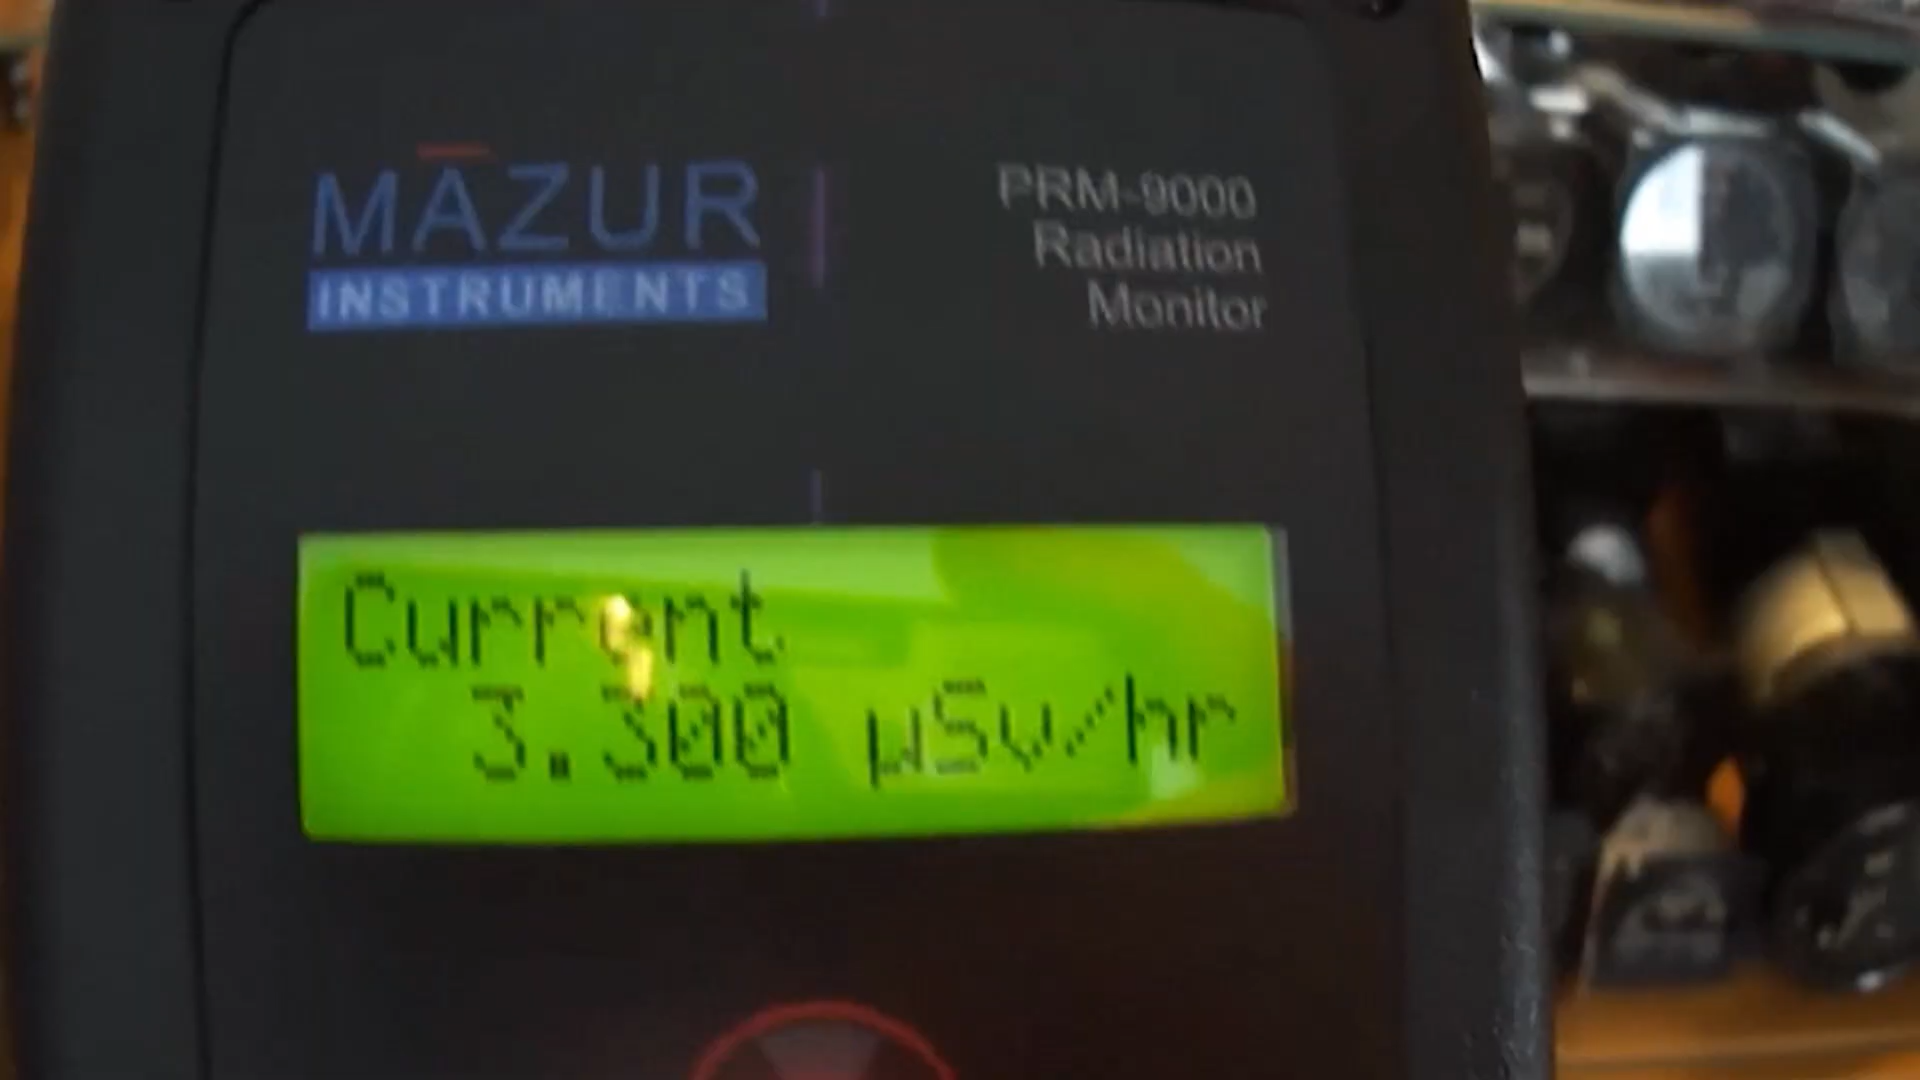 MAZUR
INSTRUMENTS
PRM-9000
Radiation
Monitor
Current
3.300 µSv/hr